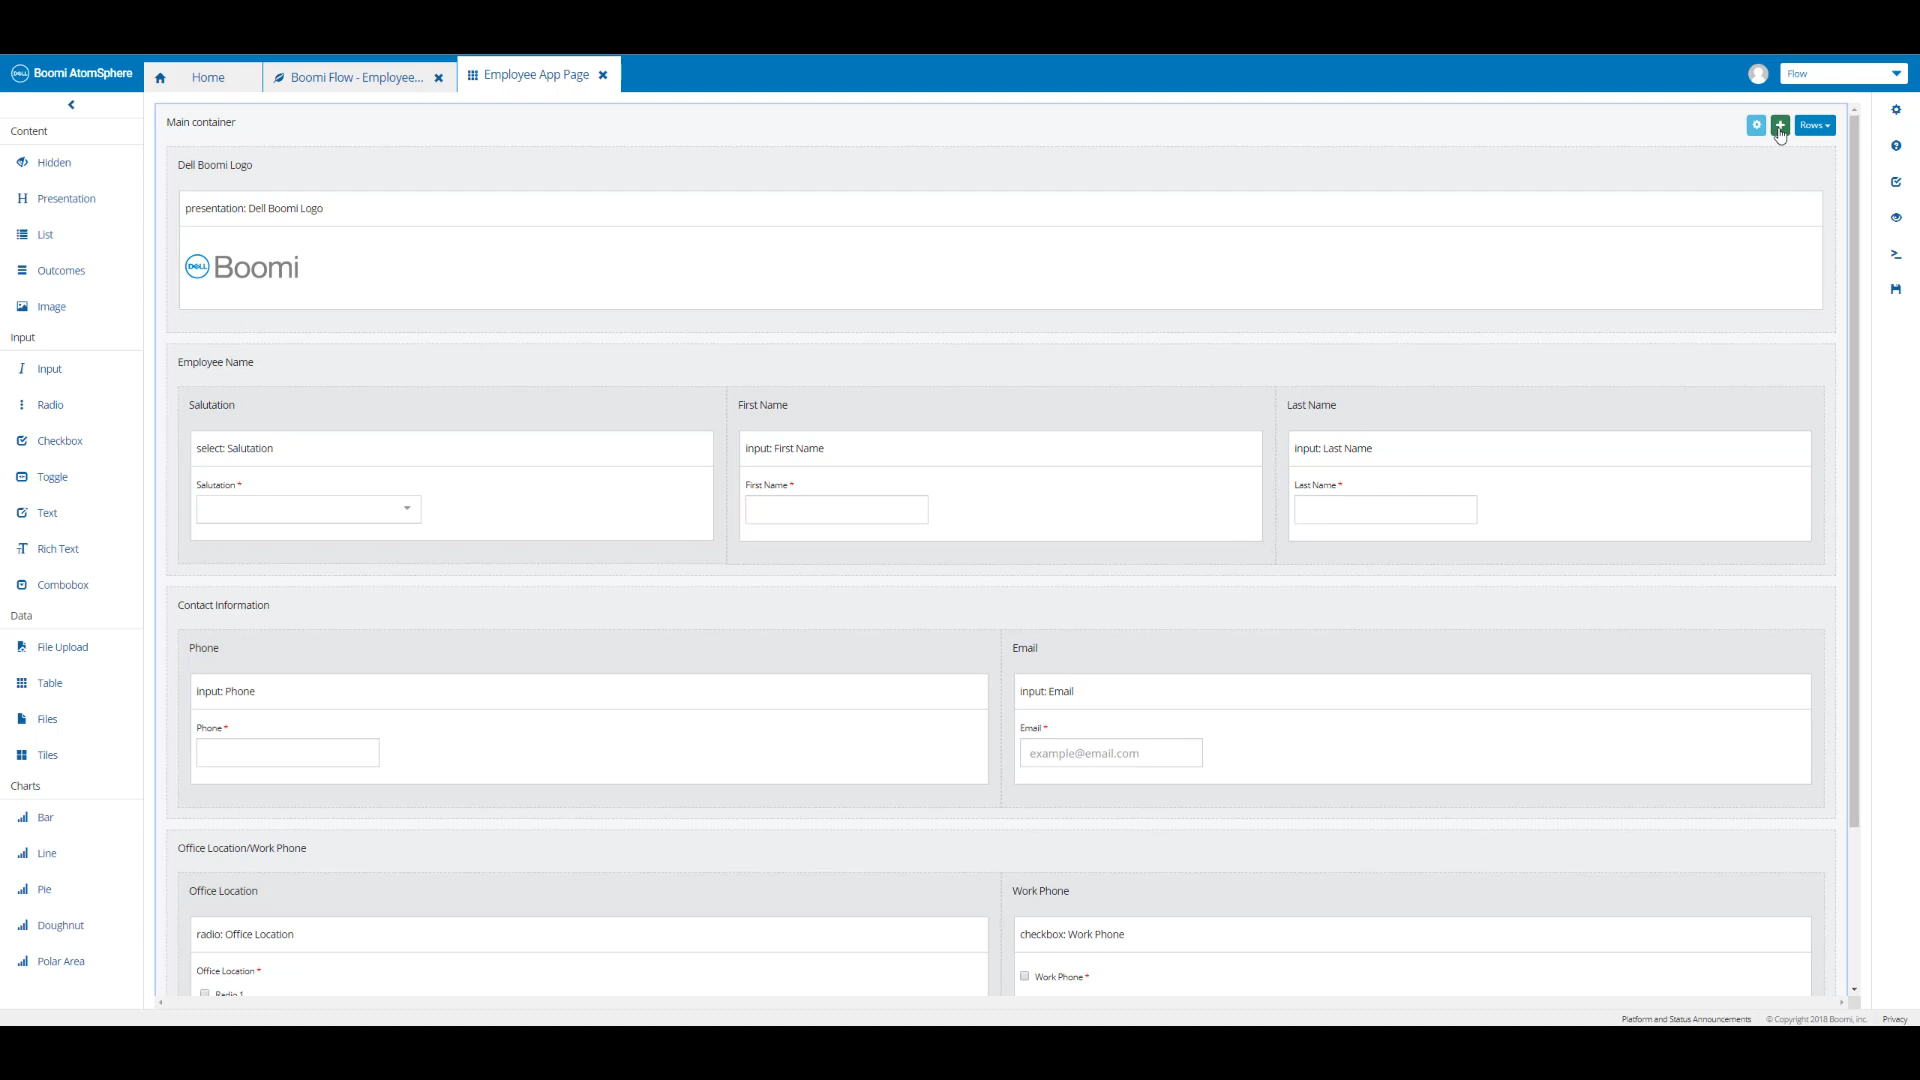 DELL Boomi AtomSphere
Home
Boomi Flow - Employee...
Employee App Page
Flow
Content
Hidden
Presentation
List
Outcomes
Image
Input
Input
Radio
Checkbox
Toggle
Text
Rich Text
Combobox
Data
File Upload
Table
Files
Tiles
Charts
Bar
Line
Pie
Doughnut
Polar Area
Main container
Rows
Dell Boomi Logo
presentation: Dell Boomi Logo
DELL Boomi
Employee Name
Salutation
First Name
Last Name
select: Salutation
input: First Name
input: Last Name
Salutation *
First Name *
Last Name *
Contact Information
Phone
Email
input: Phone
input: Email
Phone *
Email *
example@email.com
Office Location/Work Phone
Office Location
Work Phone
radio: Office Location
checkbox: Work Phone
Office Location *
Work Phone *
Radio 1
Platform and Status Announcements
© Copyright 2018 Boomi, inc.
Privacy